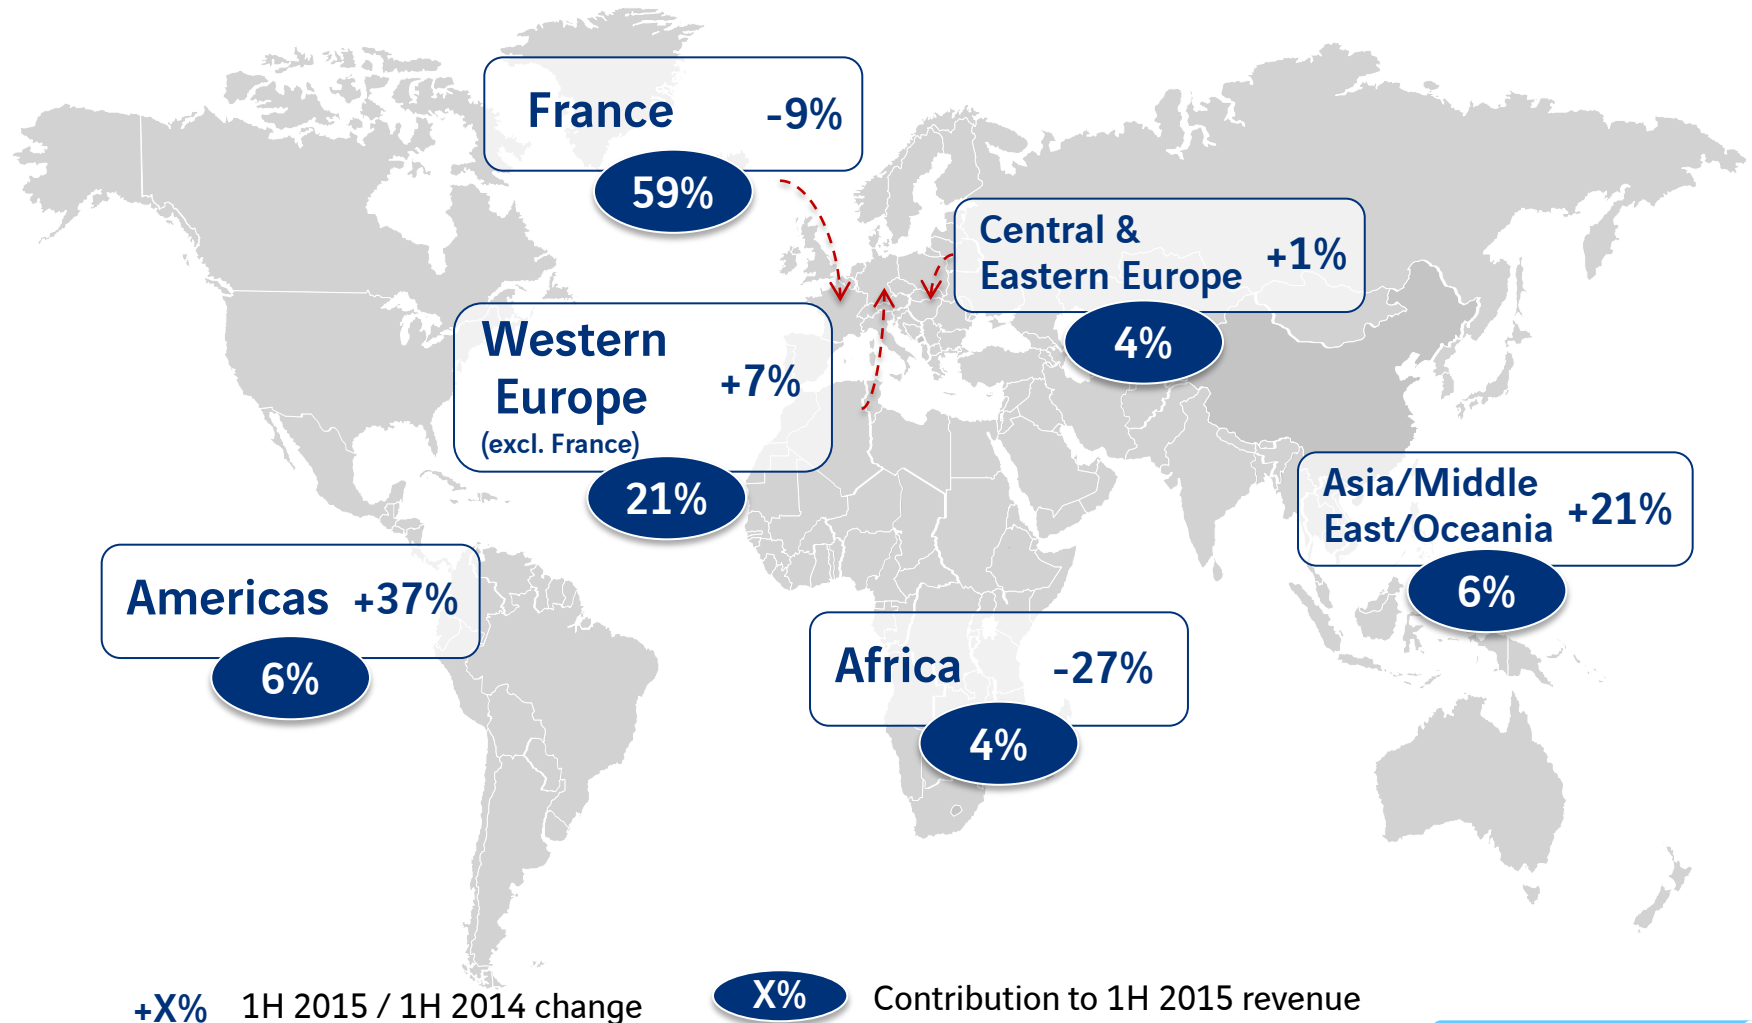 France -9%
59%
Central &
Eastern Europe +1%
4%
Western
Europe +7%
(excl. France)
21%
Asia/Middle
East/Oceania +21%
6%
Americas +37%
6%
Africa -27%
4%
+X% 1H 2015 / 1H 2014 change
X% Contribution to 1H 2015 revenue